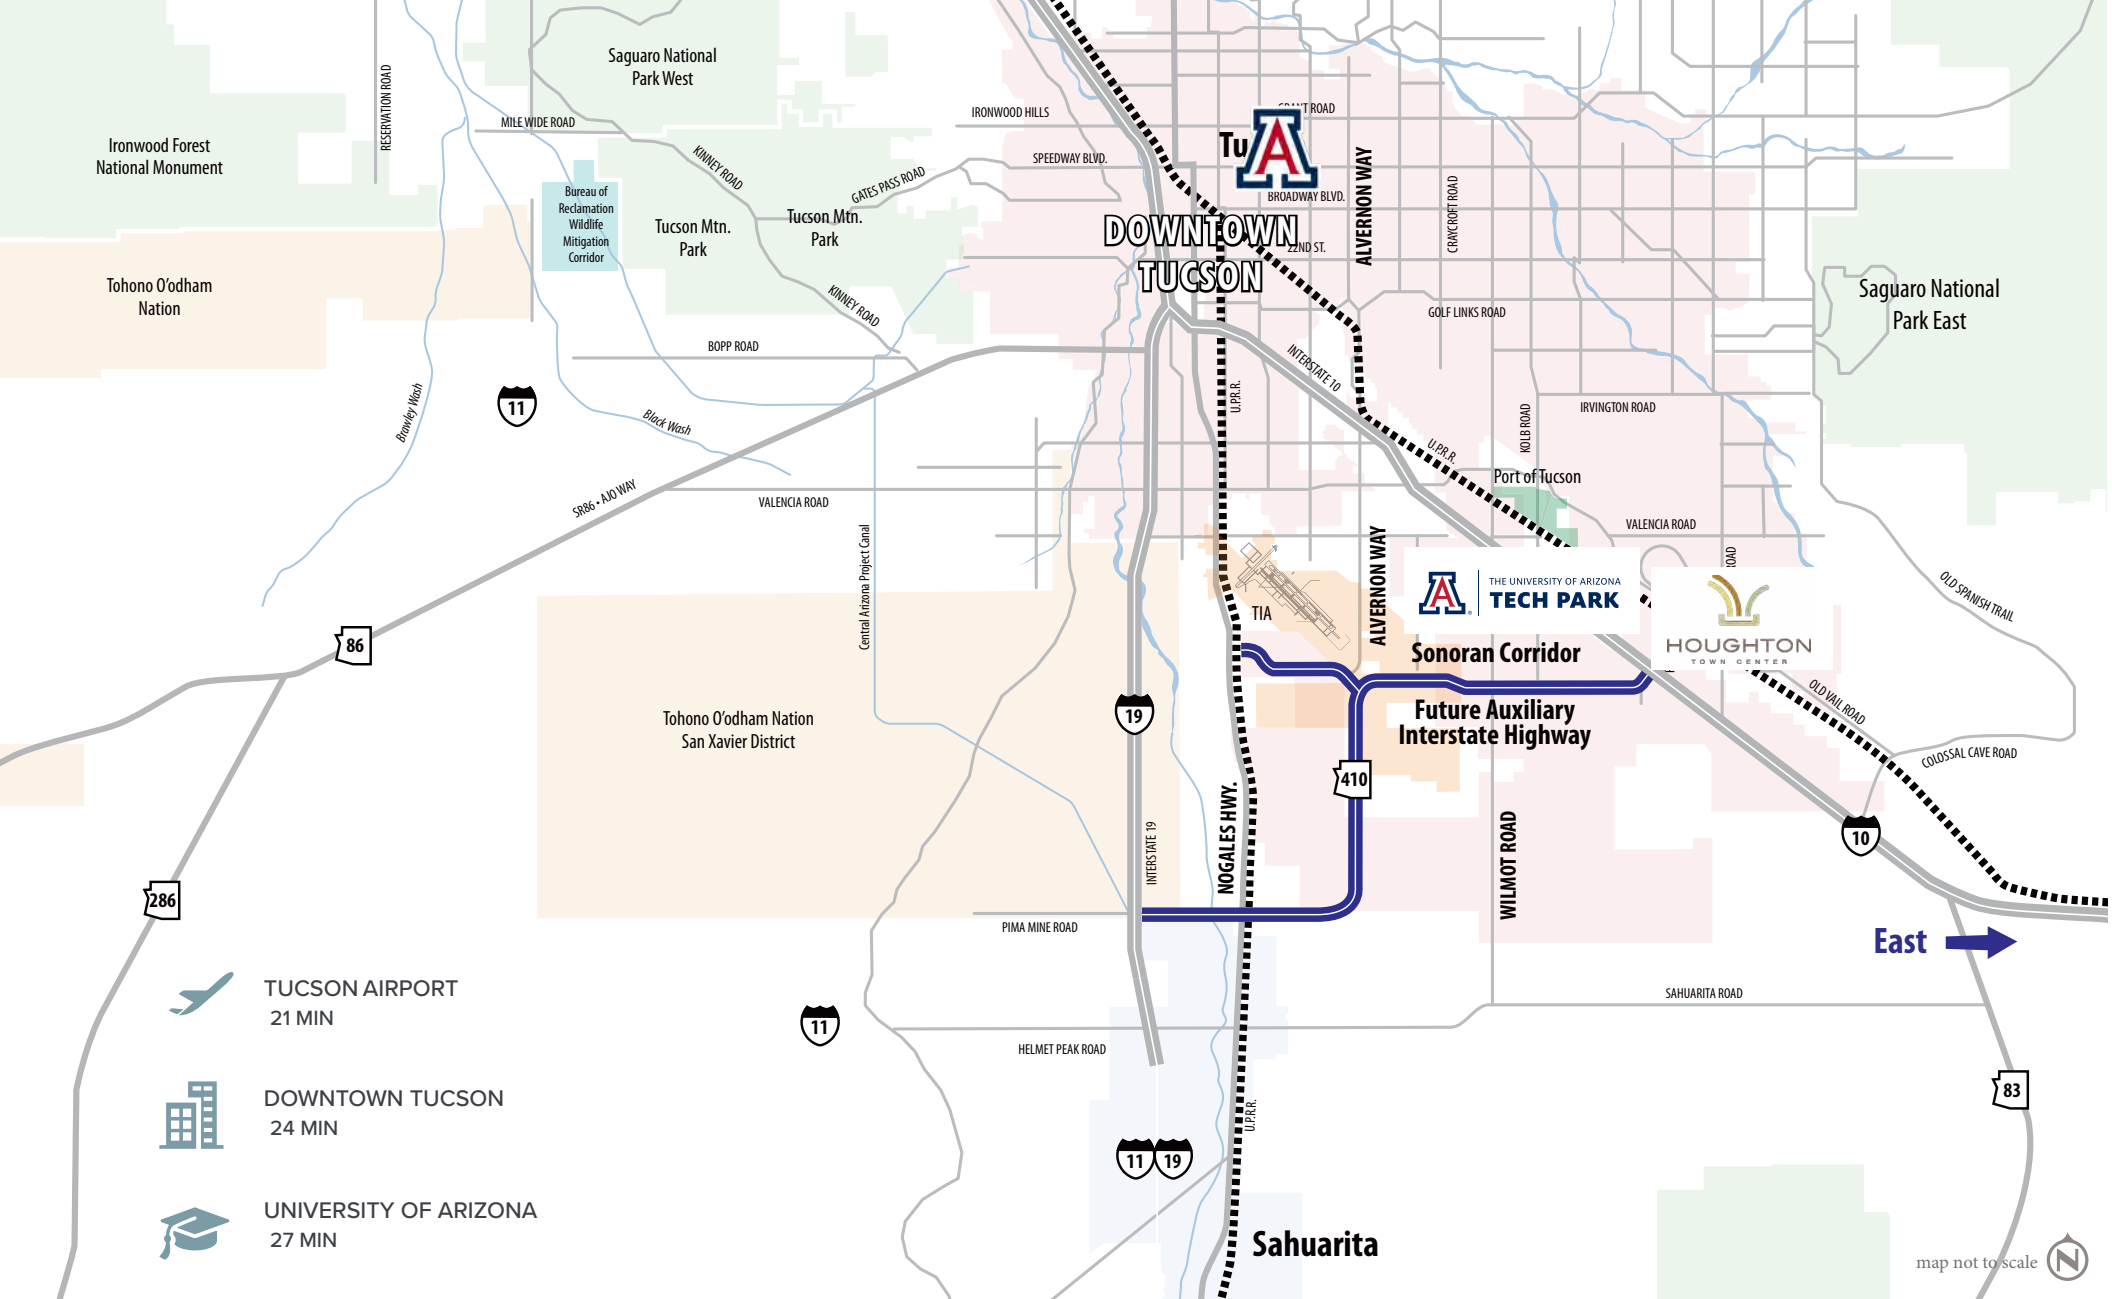 Saguaro National
Park West
RESERVATION ROAD
MILE WIDE ROAD
Ironwood Forest
National Monument
IRONWOOD HILLS
SPEEDWAY BLVD.
KINNEY ROAD
GATES PASS ROAD
Bureau of
Reclamation
Wildlife
Mitigation
Corridor
Tucson Mtn.
Park
Tucson Mtn.
Park
Tu
A
ROAD
BROADWAY BLVD.
ALVERNON WAY
CRAYCROFT ROAD
DOWNTOWN
TUCSON
22ND ST.
Tohono O'odham
Nation
KINNEY ROAD
BOPP ROAD
GOLF LINKS ROAD
Saguaro National
Park East
INTERSTATE 10
U.P.R.R.
11
Brawley Wash
Black Wash
IRVINGTON ROAD
KOLB ROAD
U.P.R.R.
Port of Tucson
SR86 • AJO WAY
VALENCIA ROAD
VALENCIA ROAD
Central Arizona Project Canal
ALVERNON WAY
ROAD
A
THE UNIVERSITY OF ARIZONA
TECH PARK
HOUGHTON
TOWN CENTER
OLD SPANISH TRAIL
TIA
86
Sonoran Corridor
Future Auxiliary
Interstate Highway
OLD VAIL ROAD
COLOSSAL CAVE ROAD
Tohono O'odham Nation
San Xavier District
19
410
NOGALES HWY.
INTERSTATE 19
WILMOT ROAD
10
286
PIMA MINE ROAD
East
SAHUARITA ROAD
11
HELMET PEAK ROAD
83
U.P.R.R.
11
19
Sahuarita
TUCSON AIRPORT
21 MIN
DOWNTOWN TUCSON
24 MIN
UNIVERSITY OF ARIZONA
27 MIN
map not to scale
N